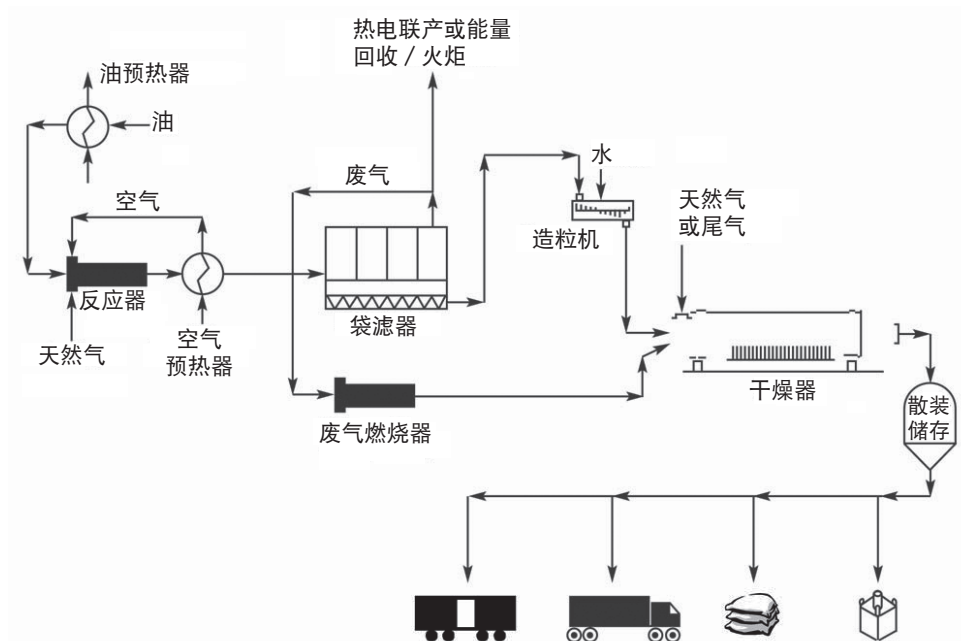 热电联产或能量
回收 / 火炬
油预热器
油
水
废气
空气
天然气
或尾气
造粒机
反应器
袋滤器
空气
预热器
天然气
干燥器
散装
储存
废气燃烧器